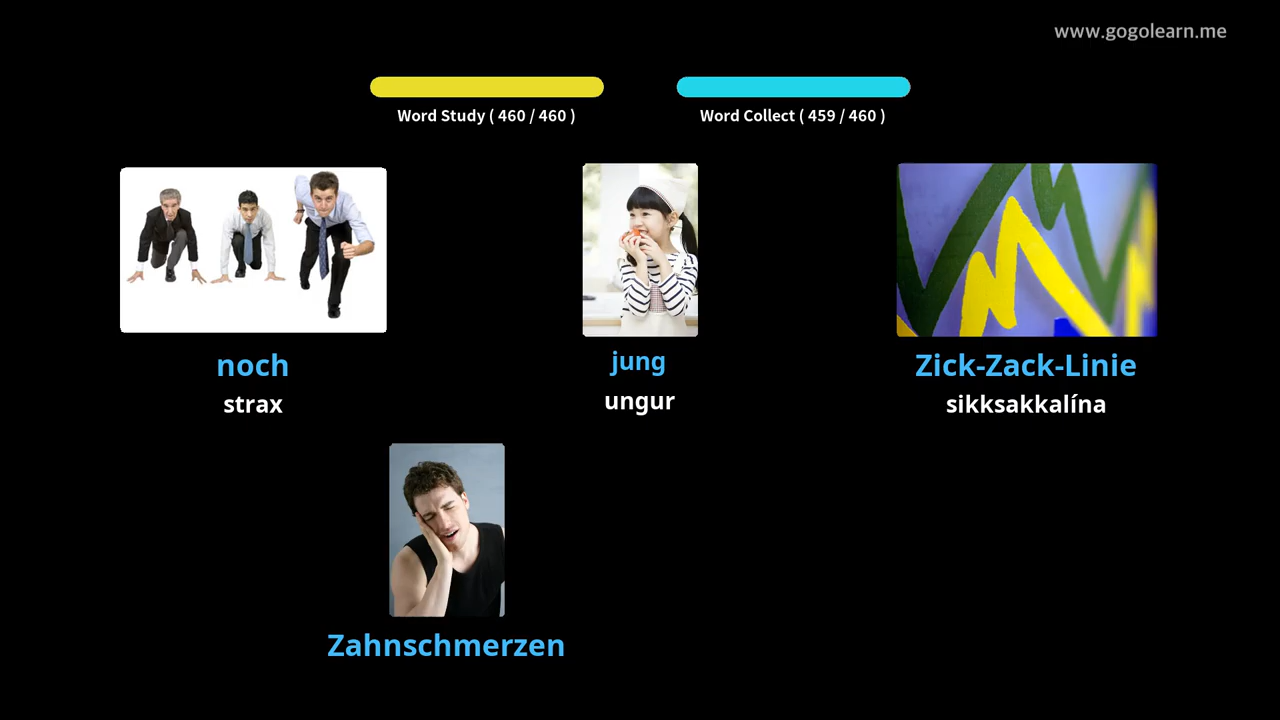 www.gogolearn.me
Word Study ( 460 / 460 )
Word Collect ( 459 / 460 )
noch
strax
jung
ungur
Zick-Zack-Linie
sikksakkalína
Zahnschmerzen